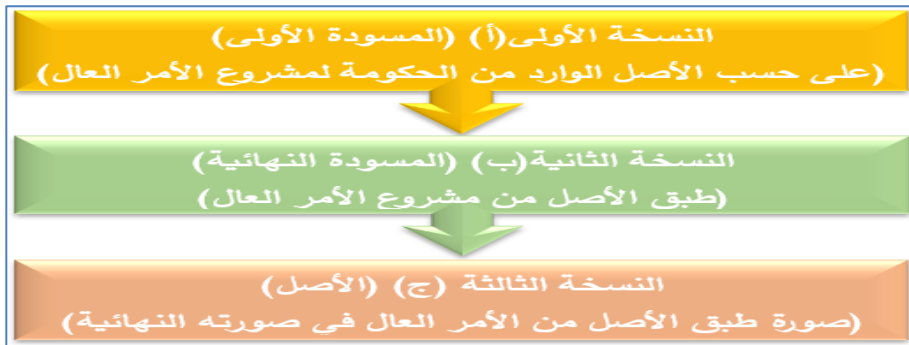 النسخة الأولى(أ) (المسودة الأولى)
(على حسب الأصل الوارد من الحكومة لمشروع الأمر العال)
النسخة الثانية(ب) (المسودة النهائية)
(طبق الأصل من مشروع الأمر العال)
النسخة الثالثة (ج) (الأصل)
(صورة طبق الأصل من الأمر العال في صورته النهائية)